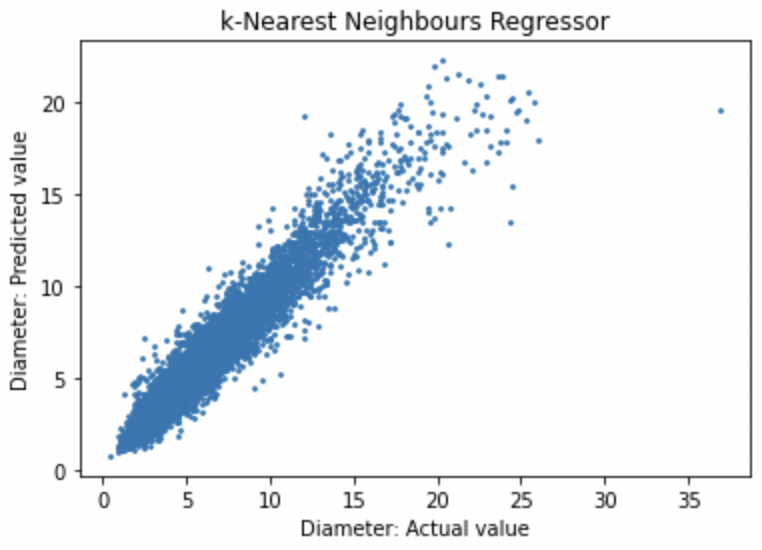 k-Nearest Neighbours Regressor
20
15
10
5
0
Diameter: Predicted value
0 5 10 15 20 25 30 35
Diameter: Actual value